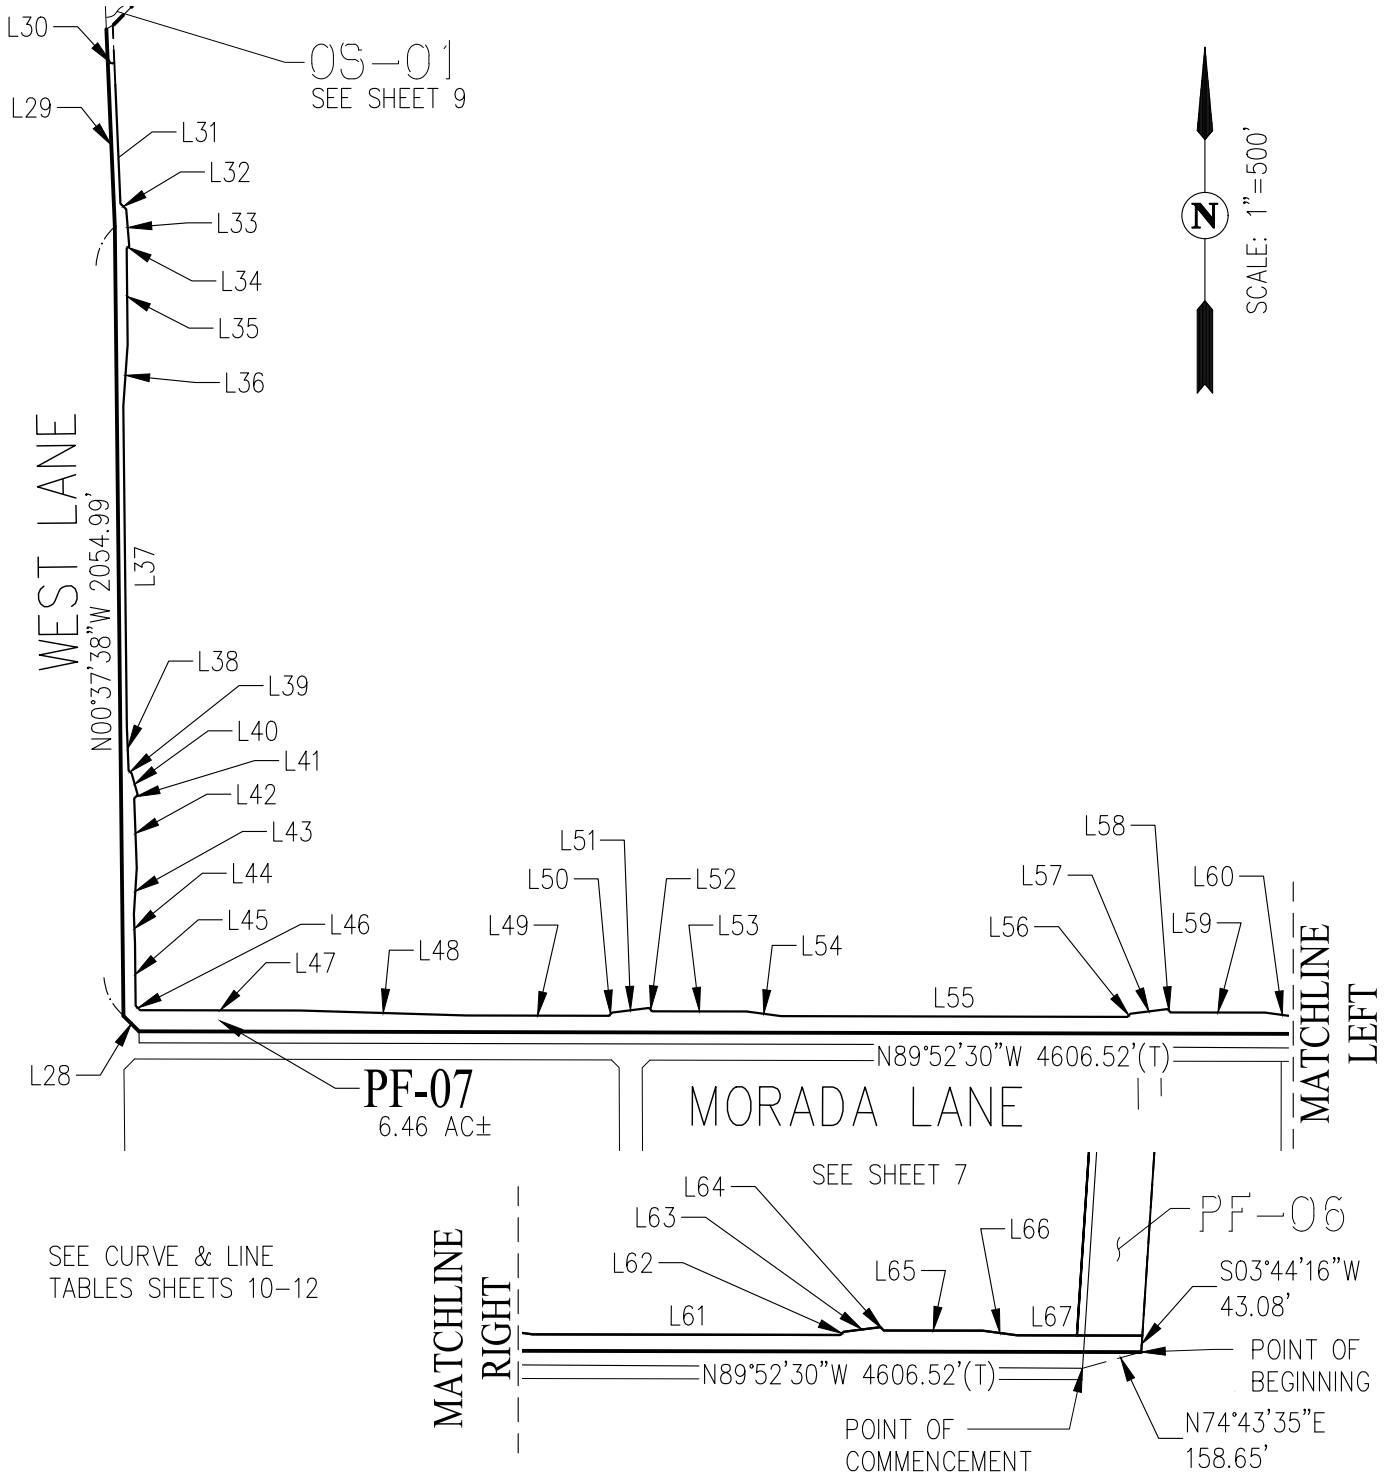 L30
OS-01
SEE SHEET 9
L29
L31
L32
L33
L34
L35
L36
N
SCALE: 1"=500'
WEST LANE
N00°37'38"W 2054.99'
L37
L38
L39
L40
L41
L42
L43
L44
L45
L46
L47
L48
L49
L50
L51
L52
L53
L54
L55
L56
L57
L58
L59
L60
MATCHLINE
LEFT
L28
PF-07
6.46 AC±
N89°52'30"W 4606.52'(T)
MORADA LANE
SEE SHEET 7
SEE CURVE & LINE
TABLES SHEETS 10-12
MATCHLINE
RIGHT
L61
L62
L63
L64
L65
L66
L67
PF-06
S03°44'16"W
43.08'
POINT OF
BEGINNING
N89°52'30"W 4606.52'(T)
POINT OF
COMMENCEMENT
N74°43'35"E
158.65'